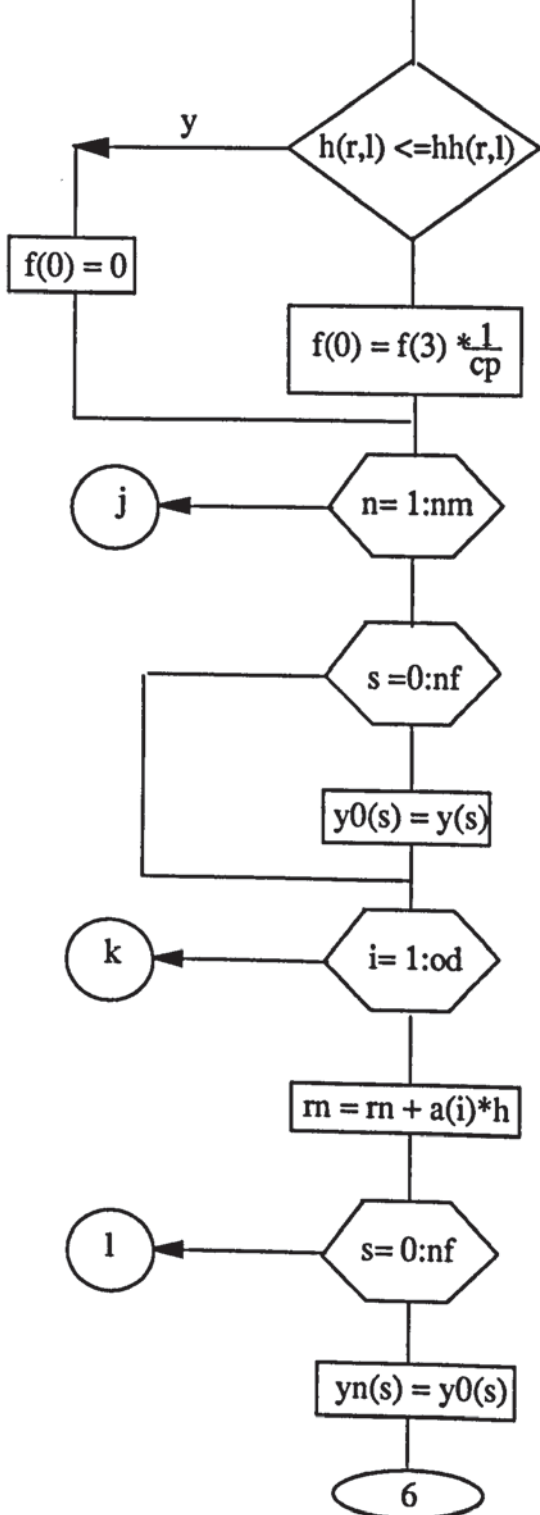 y
h(r,l) <=hh(r,l)
f(0) = 0
f(0) = f(3) * 1/cp
j
n= 1:nm
s =0:nf
y0(s) = y(s)
k
i= 1:od
rn = rn + a(i)*h
l
s= 0:nf
yn(s) = y0(s)
6